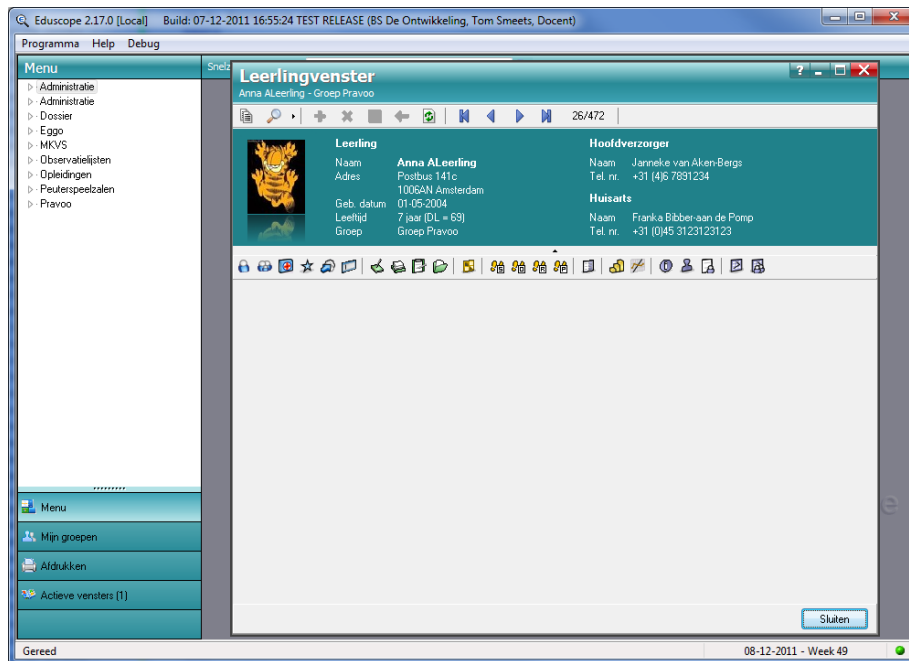 Eduscope 2.17.0 [Local] Build: 07-12-2011 16:55:24 TEST RELEASE (BS De Ontwikkeling, Tom Smeets, Docent)
Programma Help Debug
Menu
Administratie
Administratie
Dossier
Eggo
MKVS
Observatielijsten
Opleidingen
Peuterspeelzalen
Pravoo
Menu
Mijn groepen
Afdrukken
Actieve vensters (1)
Snelz
Leerlingvenster
Anna ALeerling - Groep Pravoo
26/472
Leerling
Naam Anna ALeerling
Adres Postbus 141c
1006AN Amsterdam
Geb. datum 01-05-2004
Leeftijd 7 jaar (DL = 69)
Groep Groep Pravoo
Hoofdverzorger
Naam Janneke van Aken-Bergs
Tel. nr. +31 (4)6 7891234
Huisarts
Naam Franka Bibber-aan de Pomp
Tel. nr. +31 (0)45 3123123123
e
Sluiten
Gereed
08-12-2011 - Week 49